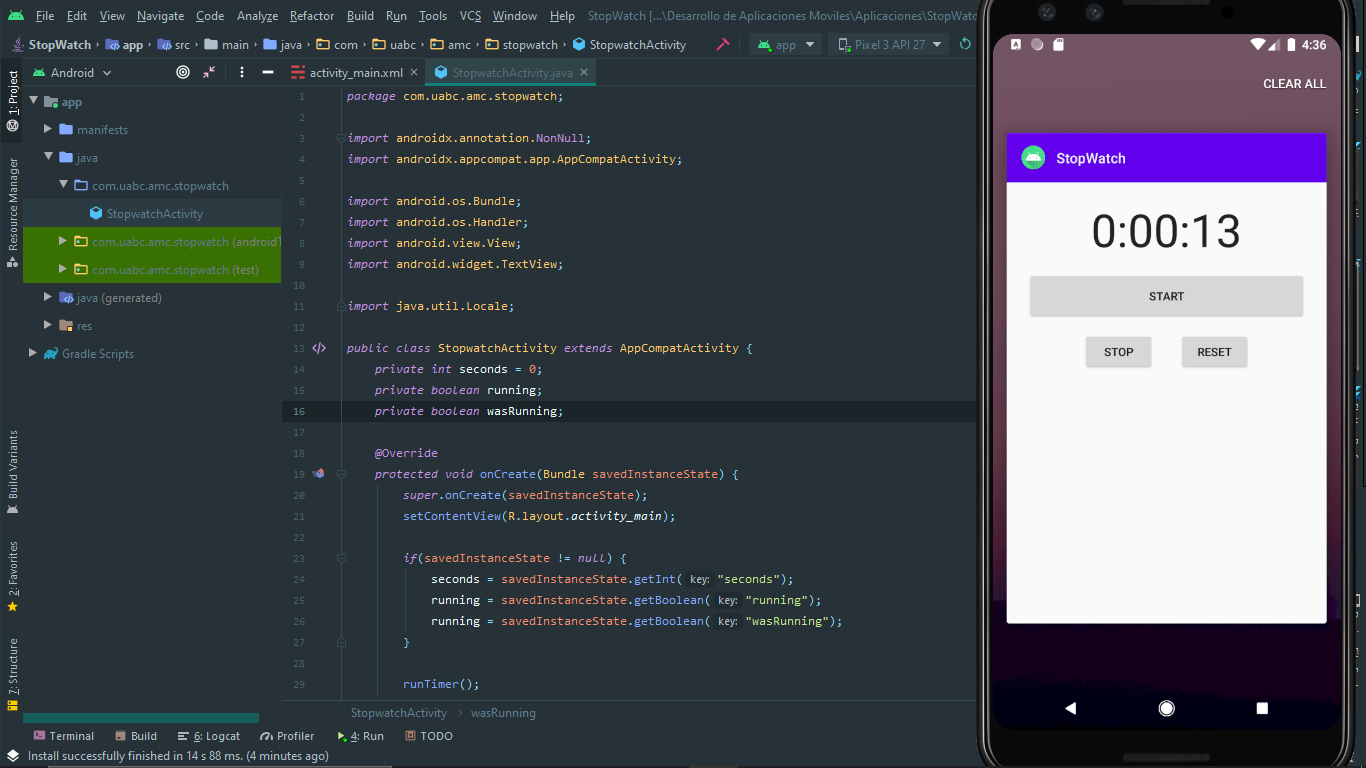 File Edit View Navigate Code Analyze Refactor Build Run Tools VCS Window Help StopWatch [...\Desarrollo de Aplicaciones Moviles\Aplicaciones\StopWatc
StopWatch app src main java com uabc amc stopwatch StopwatchActivity app Pixel 3 API 27
Android activity_main.xml StopwatchActivity.java
1: Project
Resource Manager
Build Variants
2: Favorites
7: Structure
app
manifests
java
com.uabc.amc.stopwatch
StopwatchActivity
com.uabc.amc.stopwatch (androidT
com.uabc.amc.stopwatch (test)
java (generated)
res
Gradle Scripts
1 package com.uabc.amc.stopwatch;
2
3 import androidx.annotation.NonNull;
4 import androidx.appcompat.app.AppCompatActivity;
5
6 import android.os.Bundle;
7 import android.os.Handler;
8 import android.view.View;
9 import android.widget.TextView;
10
11 import java.util.Locale;
12
13 public class StopwatchActivity extends AppCompatActivity {
14 private int seconds = 0;
15 private boolean running;
16 private boolean wasRunning;
17
18 @Override
19 protected void onCreate(Bundle savedInstanceState) {
20 super.onCreate(savedInstanceState);
21 setContentView(R.layout.activity_main);
22
23 if(savedInstanceState != null) {
24 seconds = savedInstanceState.getInt( key: "seconds");
25 running = savedInstanceState.getBoolean( key: "running");
26 running = savedInstanceState.getBoolean( key: "wasRunning");
27 }
28
29 runTimer();
StopwatchActivity › wasRunning
Terminal Build 6: Logcat Profiler 4: Run TODO
Install successfully finished in 14 s 88 ms. (4 minutes ago)
A 4:36
CLEAR ALL
StopWatch
0:00:13
START
STOP RESET